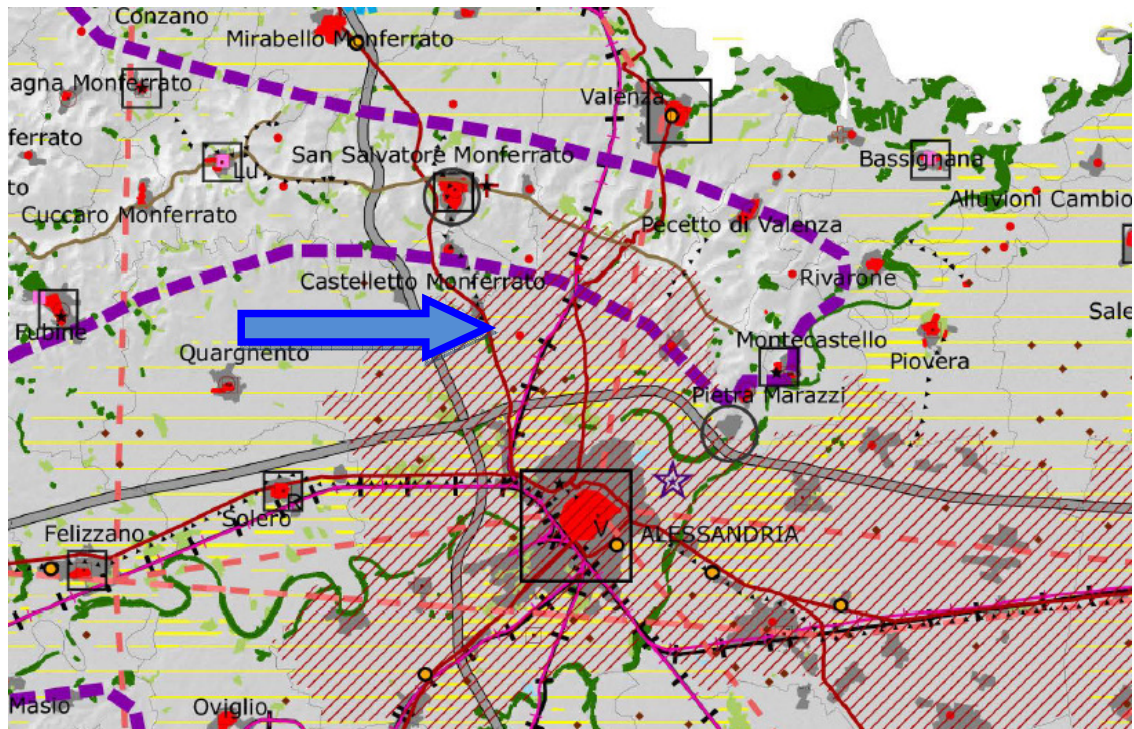 Conzano
Mirabello Monferrato
agna Monferrato
Valenza
ferrato
San Salvatore Monferrato
Bassignana
Lu
to
Cuccaro Monferrato
Alluvioni Cambio
Pecetto di Valenza
Rivarone
Castelletto Monferrato
Fubine
Sale
Quargnento
Montecastello
Piovera
Pietra Marazzi
R
Solero
Felizzano
V
ALESSANDRIA
Masio
Oviglio